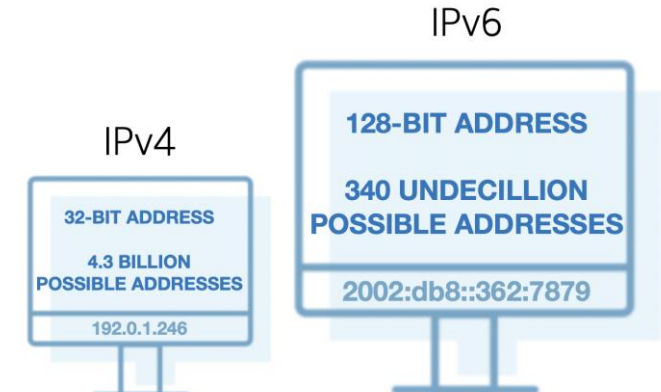 IPv4
32-BIT ADDRESS
4.3 BILLION
POSSIBLE ADDRESSES
192.0.1.246
IPv6
128-BIT ADDRESS
340 UNDECILLION
POSSIBLE ADDRESSES
2002:db8::362:7879